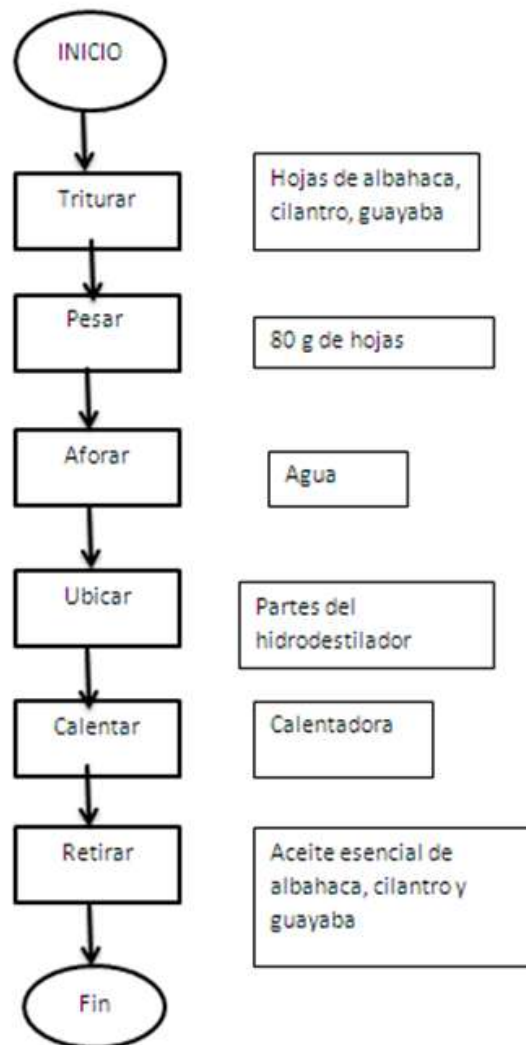 INICIO
Triturar
Hojas de albahaca,
cilantro, guayaba
Pesar
80 g de hojas
Aforar
Agua
Ubicar
Partes del
hidrodestilador
Calentar
Calentadora
Retirar
Aceite esencial de
albahaca, cilantro y
guayaba
Fin